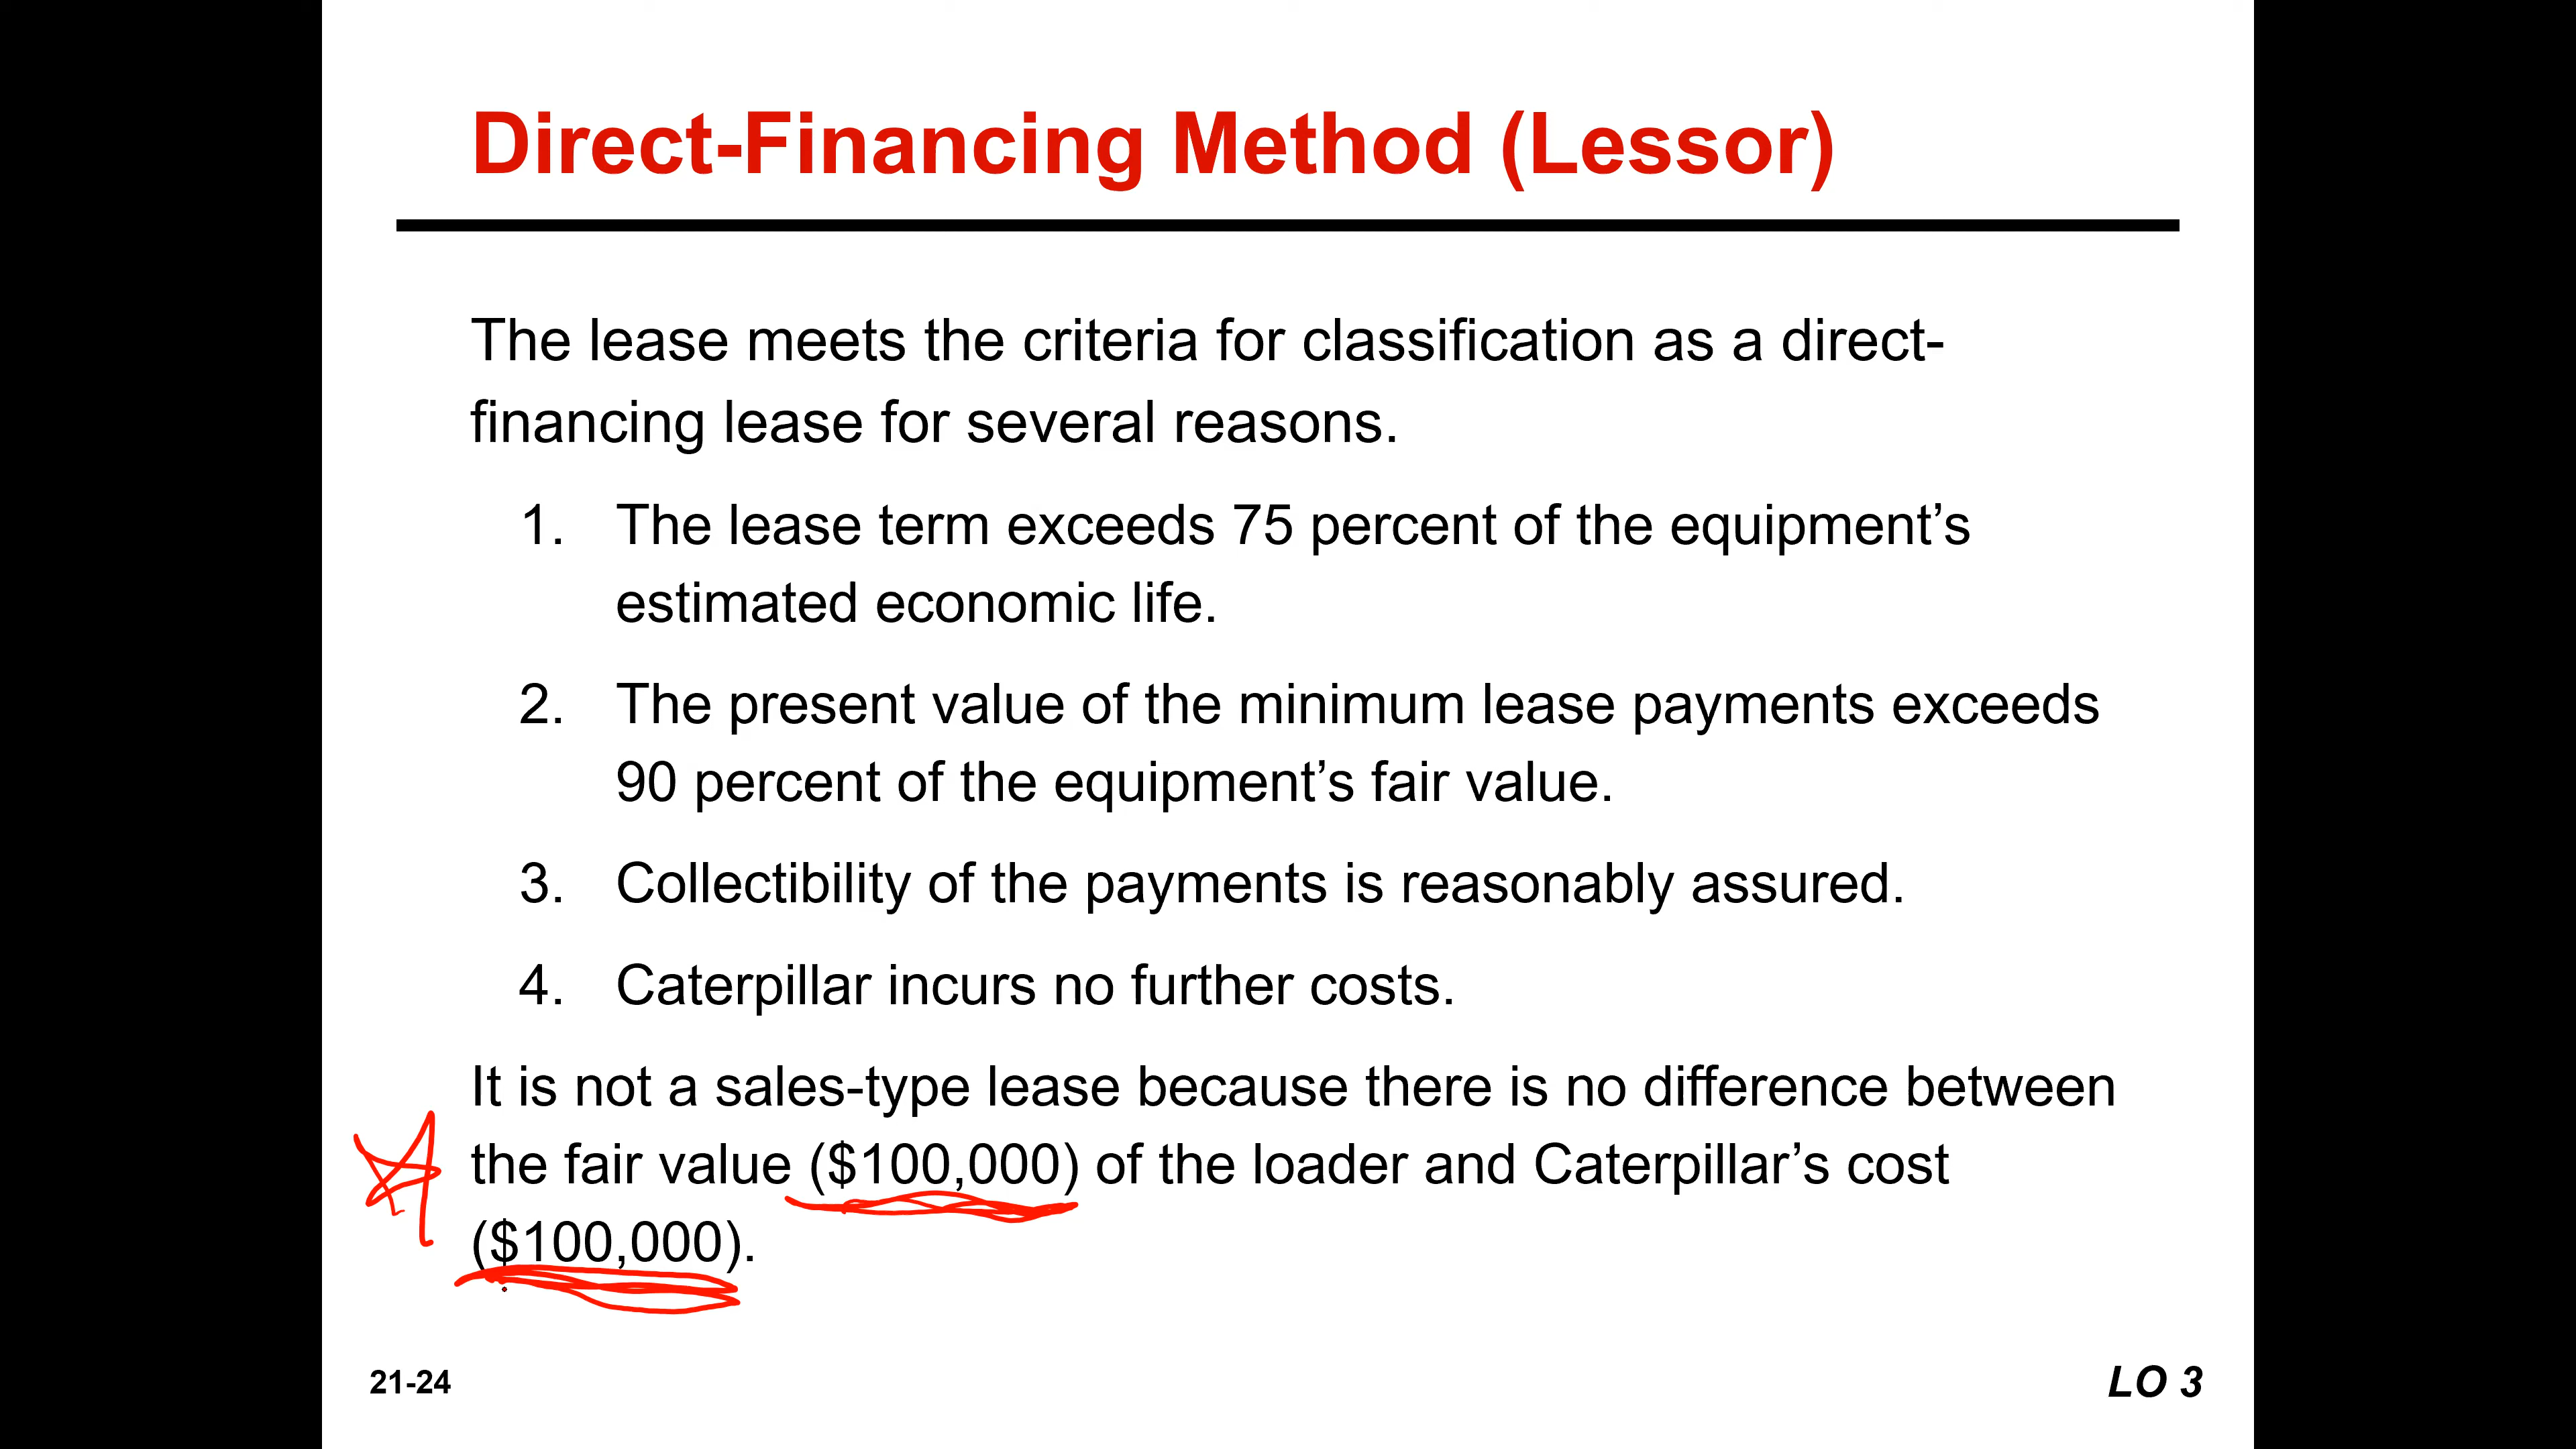 Direct-Financing Method (Lessor)
The lease meets the criteria for classification as a direct-
financing lease for several reasons.
1. The lease term exceeds 75 percent of the equipment’s
estimated economic life.
2. The present value of the minimum lease payments exceeds
90 percent of the equipment’s fair value.
3. Collectibility of the payments is reasonably assured.
4. Caterpillar incurs no further costs.
It is not a sales-type lease because there is no difference between
the fair value ($100,000) of the loader and Caterpillar’s cost
($100,000).
21-24
LO 3